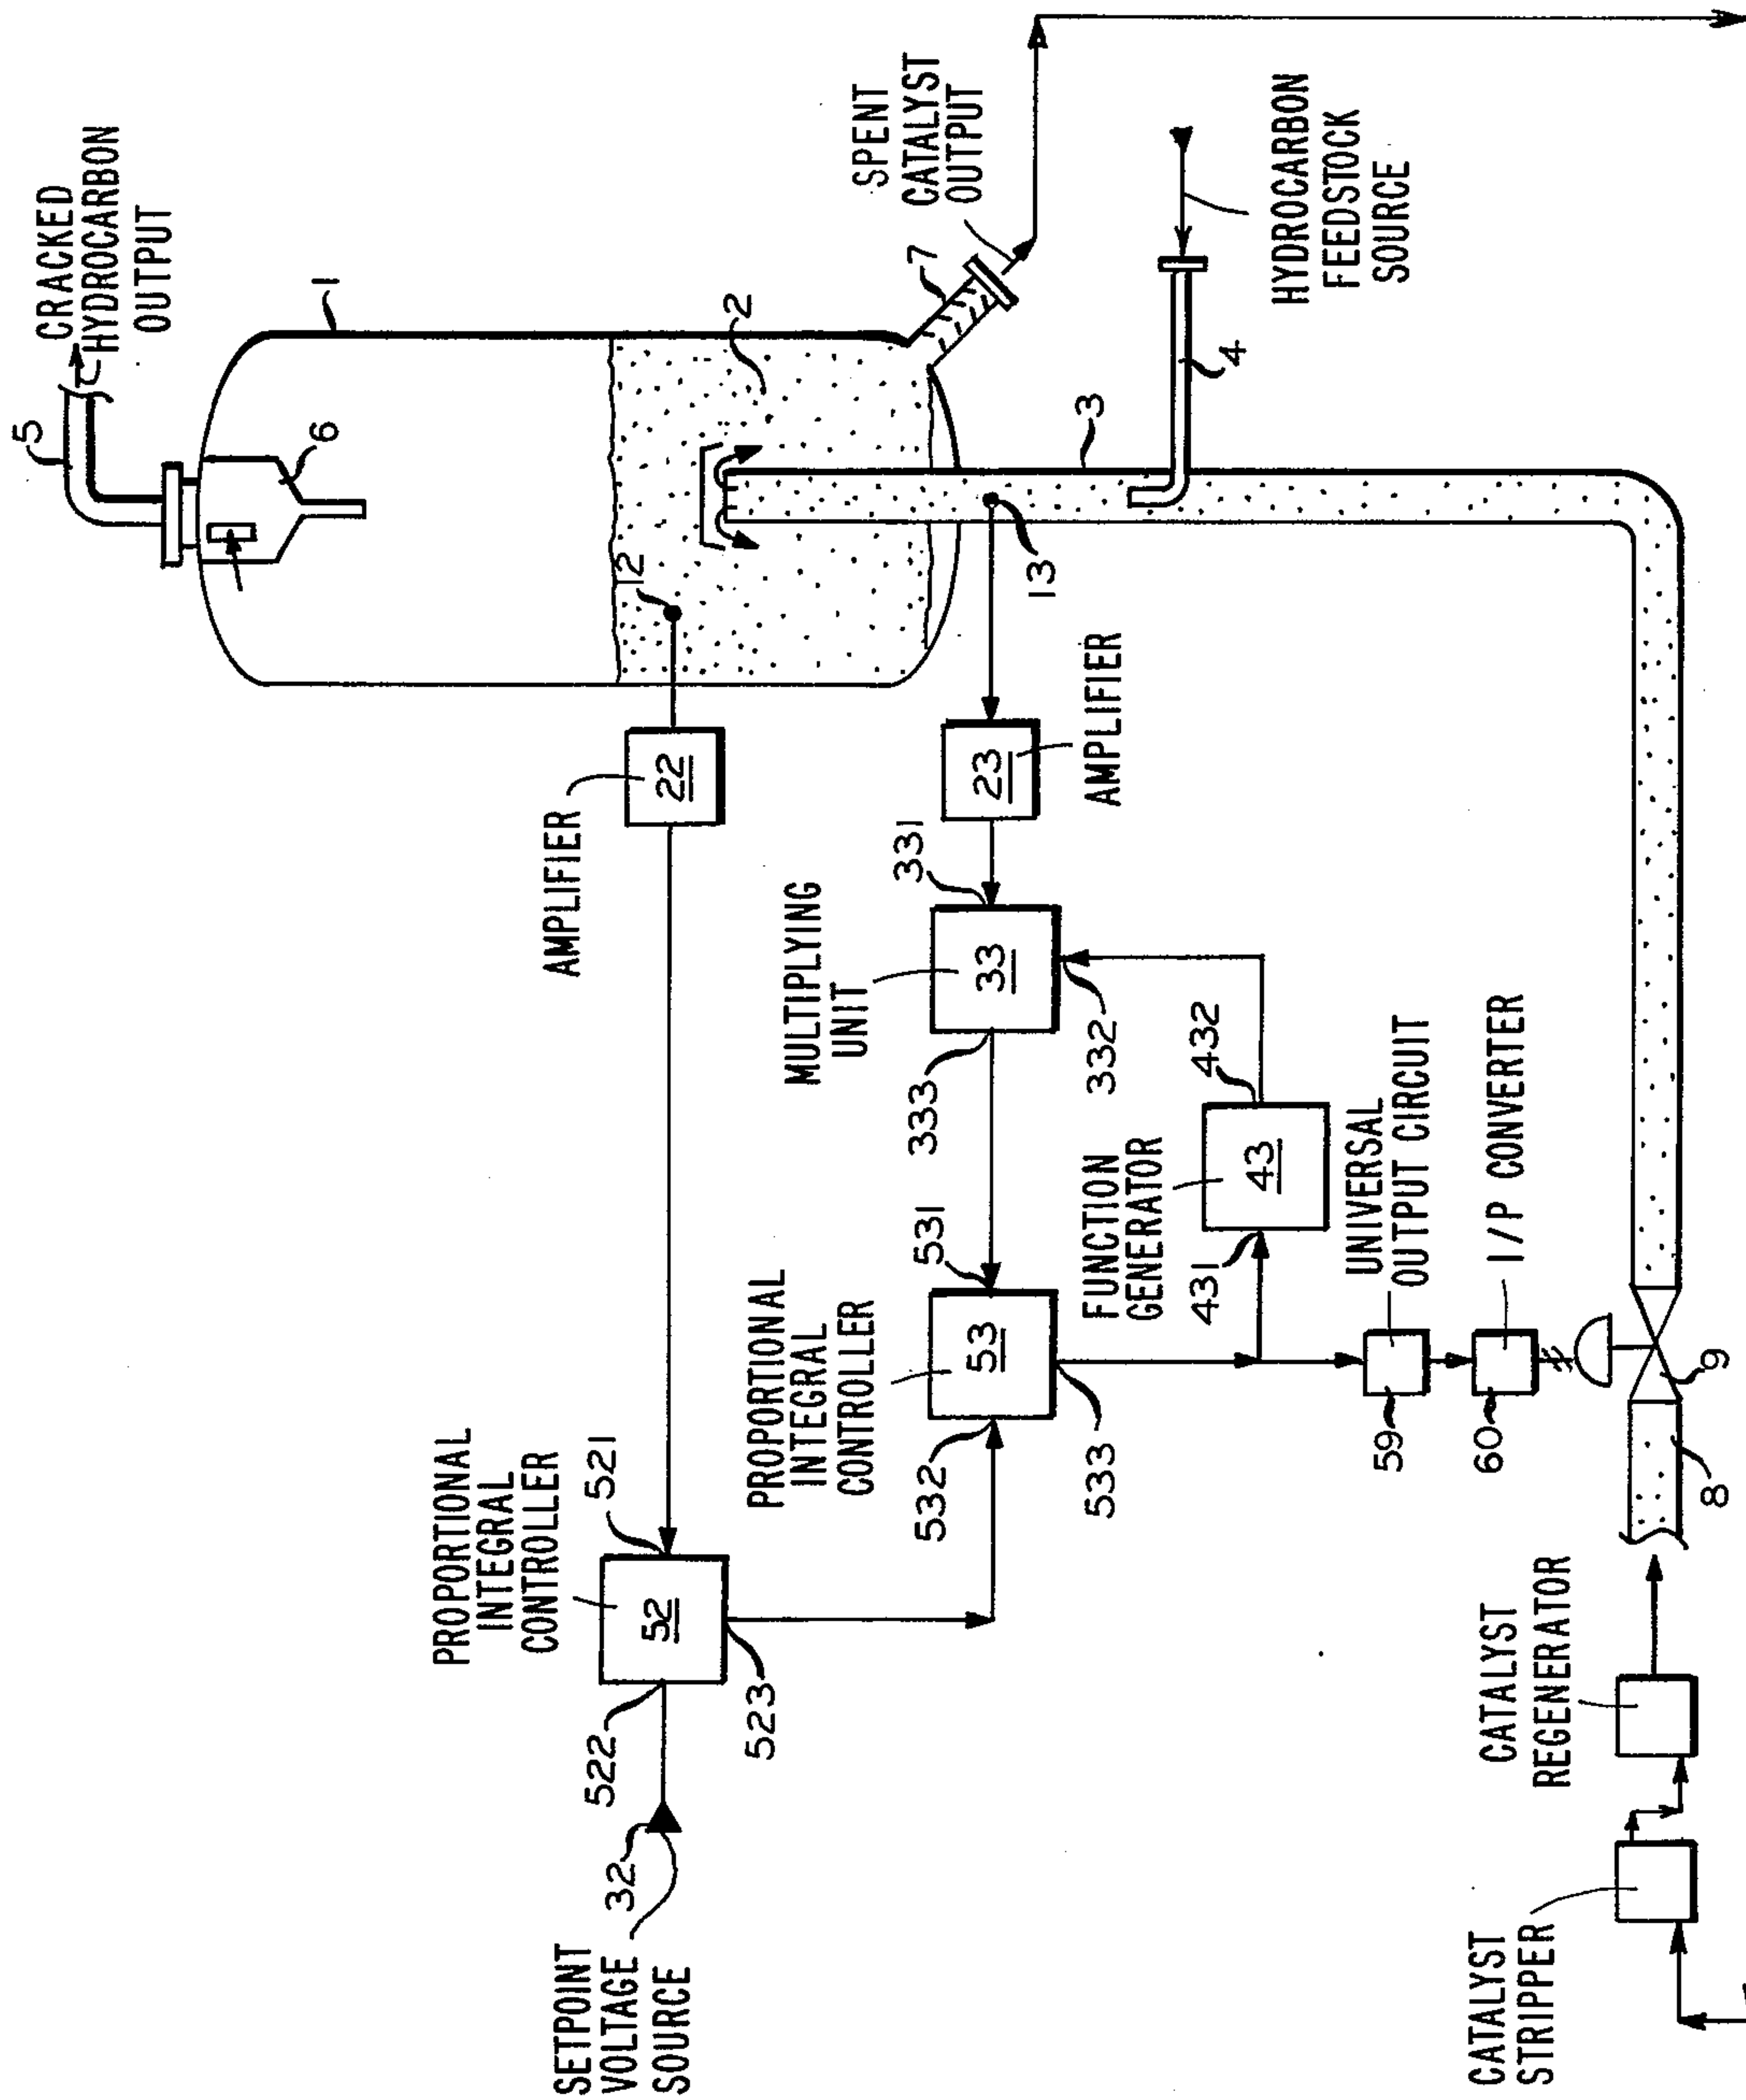 CRACKED
HYDROCARBON
OUTPUT
5
1
6
2
7
SPENT
CATALYST
OUTPUT
12
3
4
13
HYDROCARBON
FEEDSTOCK
SOURCE
AMPLIFIER
22
23
AMPLIFIER
MULTIPLYING
UNIT
331
33
333
332
PROPORTIONAL
INTEGRAL
CONTROLLER
521
52
522
523
SETPOINT
VOLTAGE
SOURCE
32
PROPORTIONAL
INTEGRAL
CONTROLLER
531
53
532
533
FUNCTION
GENERATOR
432
43
431
UNIVERSAL
OUTPUT CIRCUIT
59
I/P CONVERTER
60
9
8
CATALYST
REGENERATOR
CATALYST
STRIPPER